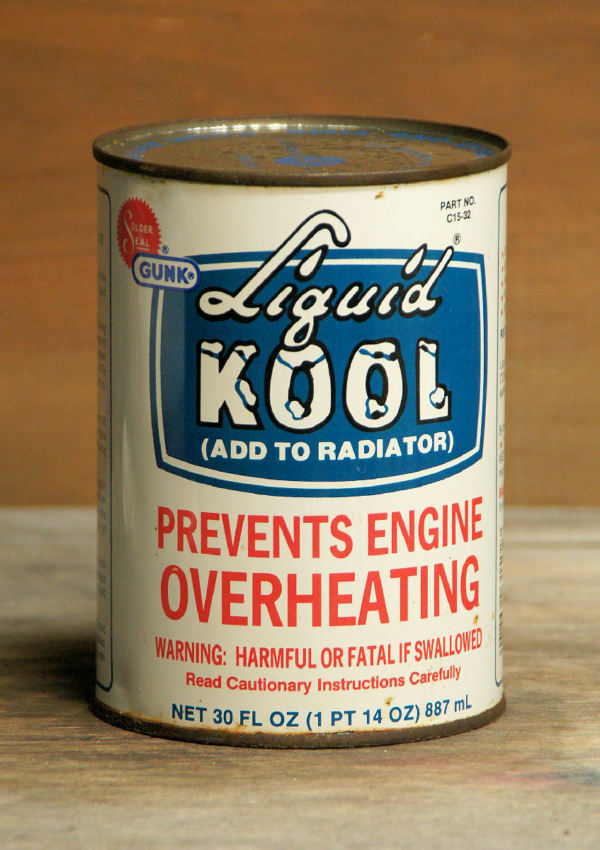 PART NO.
C15-32
SOLDER
SEAL
®
GUNK®
Liquid®
KOOL
(ADD TO RADIATOR)
PREVENTS ENGINE
OVERHEATING
WARNING: HARMFUL OR FATAL IF SWALLOWED
Read Cautionary Instructions Carefully
NET 30 FL OZ (1 PT 14 OZ) 887 mL